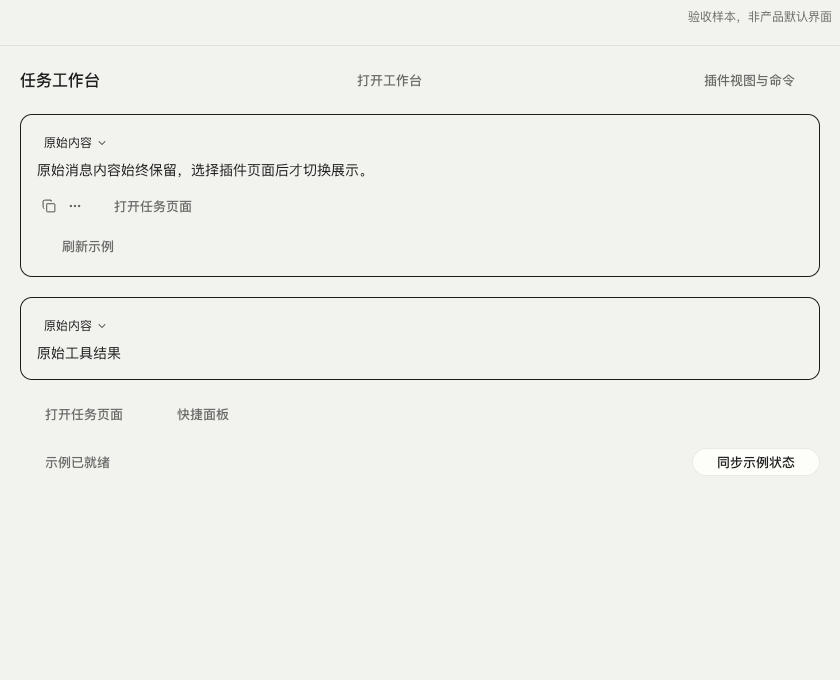 验收样本，非产品默认界面
任务工作台 打开工作台 插件视图与命令
原始内容
原始消息内容始终保留，选择插件页面后才切换展示。
打开任务页面
刷新示例
原始内容
原始工具结果
打开任务页面 快捷面板
示例已就绪 同步示例状态